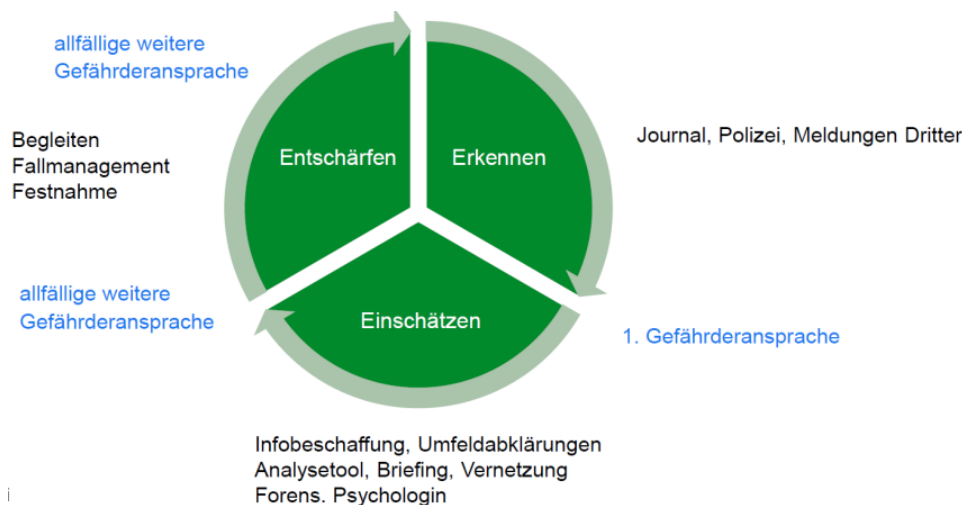 allfällige weitere
Gefährderansprache
Begleiten
Fallmanagement
Festnahme
Entschärfen
Erkennen
Journal, Polizei, Meldungen Dritter
allfällige weitere
Gefährderansprache
Einschätzen
1. Gefährderansprache
Infobeschaffung, Umfeldabklärungen
Analysetool, Briefing, Vernetzung
Forens. Psychologin
i